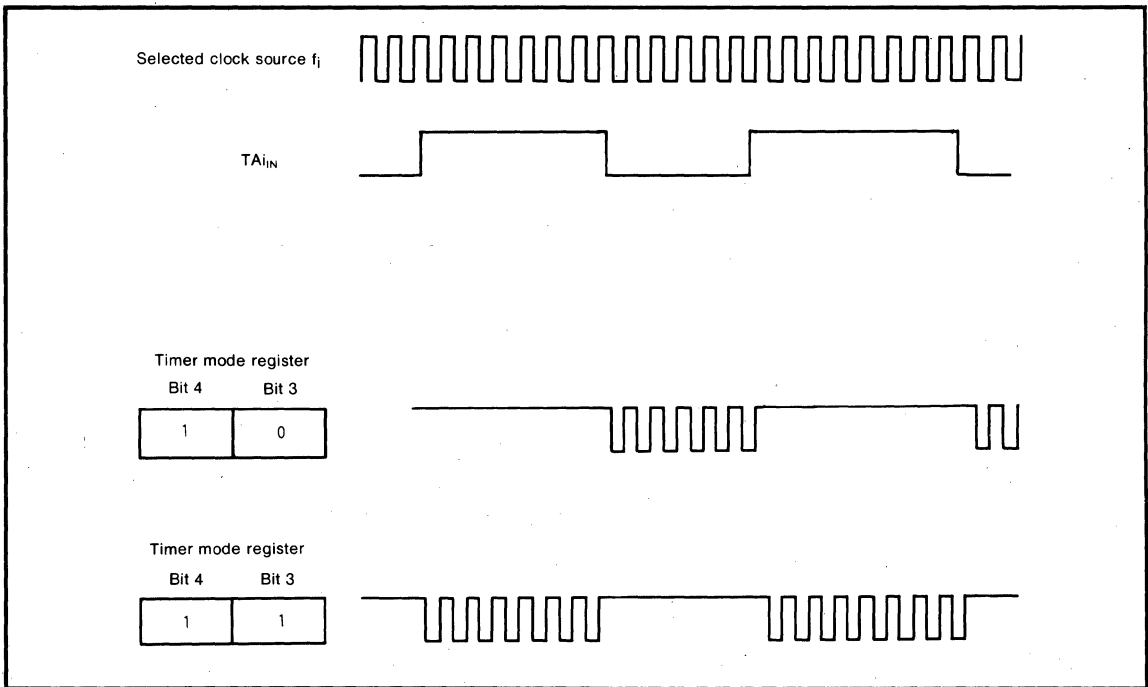 Selected clock source fi
TAiIN
Timer mode register
Bit 4 Bit 3
1 0
Timer mode register
Bit 4 Bit 3
1 1